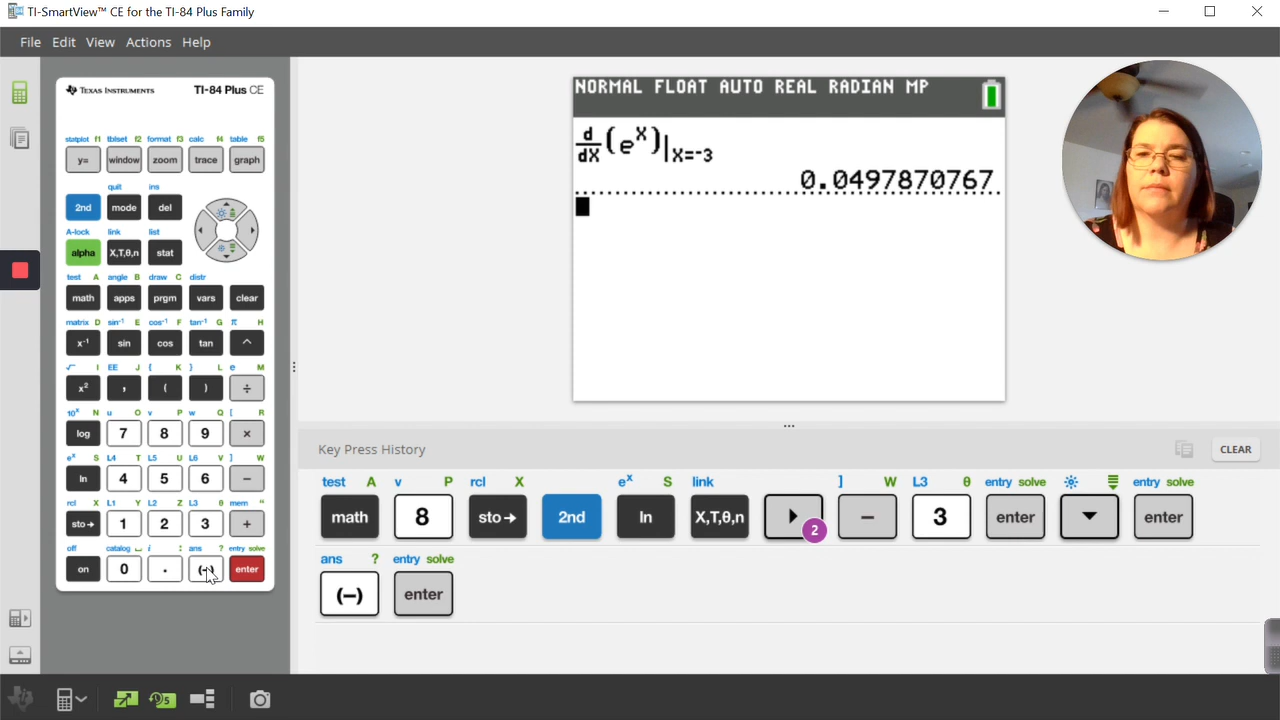 TI-SmartView™ CE for the TI-84 Plus Family
File Edit View Actions Help
TEXAS INSTRUMENTS TI-84 Plus CE
statplot f1 tblset f2 format f3 calc f4 table f5
y= window zoom trace graph
quit ins
2nd mode del
A-lock link list
alpha X,T,θ,n stat
test A angle B draw C distr
math apps prgm vars clear
matrix D sin⁻¹ E cos⁻¹ F tan⁻¹ G π H
x⁻¹ sin cos tan ^
√ I EE J { K } L e M
x² , ( ) ÷
10ˣ N u O v P w Q [ R
log 7 8 9 ×
eˣ S L4 T L5 U L6 V ] W
ln 4 5 6 −
rcl X L1 Y L2 Z L3 θ mem "
sto→ 1 2 3 +
off catalog ⎵ i : ans ? entry solve
on 0 . (−) enter
NORMAL FLOAT AUTO REAL RADIAN MP
d/dX(eˣ)|X=-3
0.0497870767
Key Press History CLEAR
test A v P rcl X eˣ S link ] W L3 θ entry solve entry solve
math 8 sto→ 2nd ln X,T,θ,n 2 − 3 enter enter
ans ? entry solve
(−) enter
5